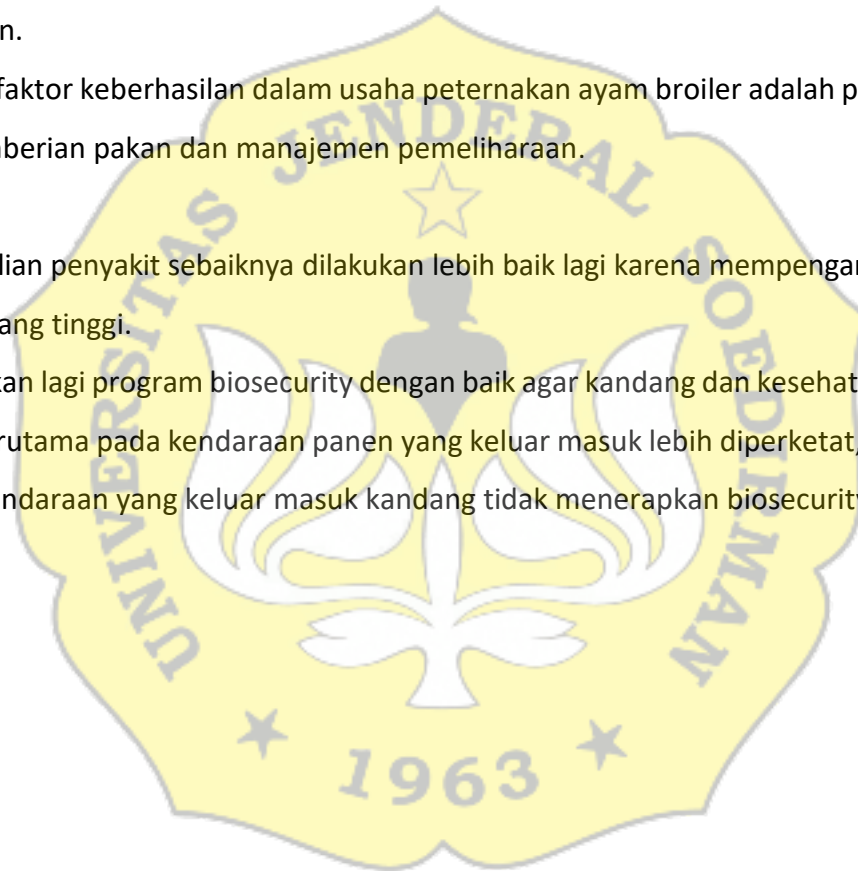 n.
faktor keberhasilan dalam usaha peternakan ayam broiler adalah p
berian pakan dan manajemen pemeliharaan.
lian penyakit sebaiknya dilakukan lebih baik lagi karena mempengar
ang tinggi.
kan lagi program biosecurity dengan baik agar kandang dan kesehat
rutama pada kendaraan panen yang keluar masuk lebih diperketat,
ndaraan yang keluar masuk kandang tidak menerapkan biosecurity
UNIVERSITAS JENDERAL SOEDIRMAN
1963